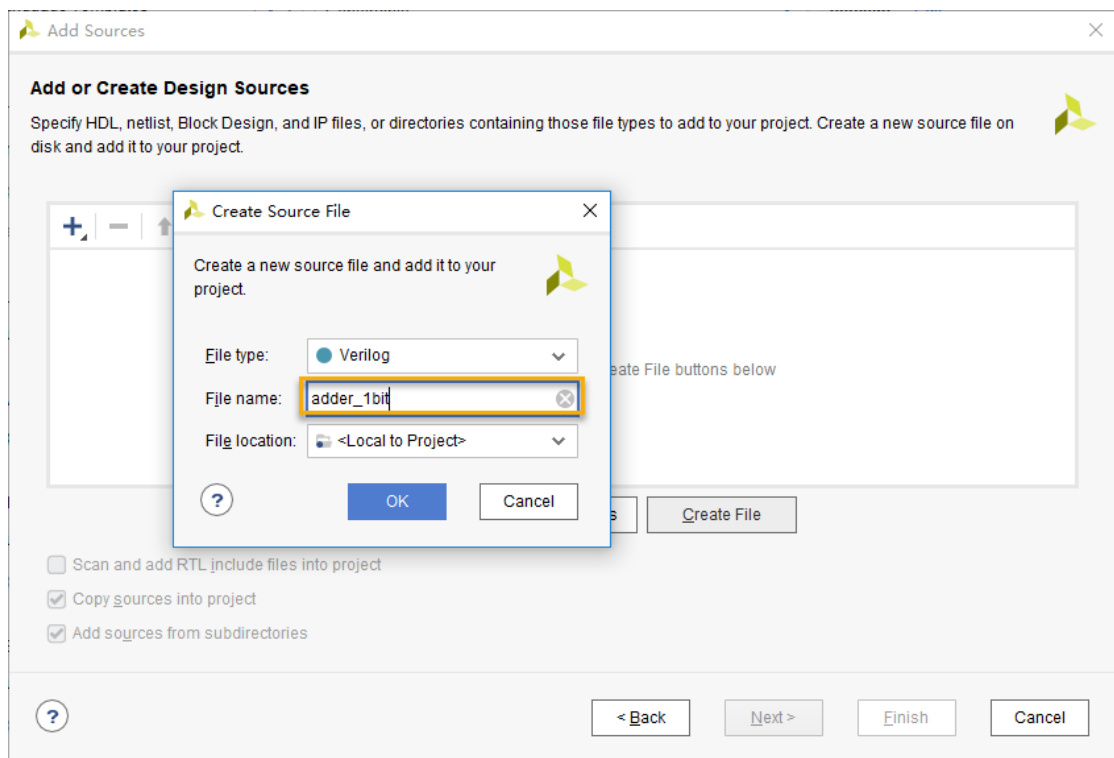 Add Sources
Add or Create Design Sources
Specify HDL, netlist, Block Design, and IP files, or directories containing those file types to add to your project. Create a new source file on
disk and add it to your project.
Create Source File
Create a new source file and add it to your
project.
File type: Verilog
File name: adder_1bit
File location: <Local to Project>
? OK Cancel
eate File buttons below
s Create File
Scan and add RTL include files into project
Copy sources into project
Add sources from subdirectories
? < Back Next > Finish Cancel